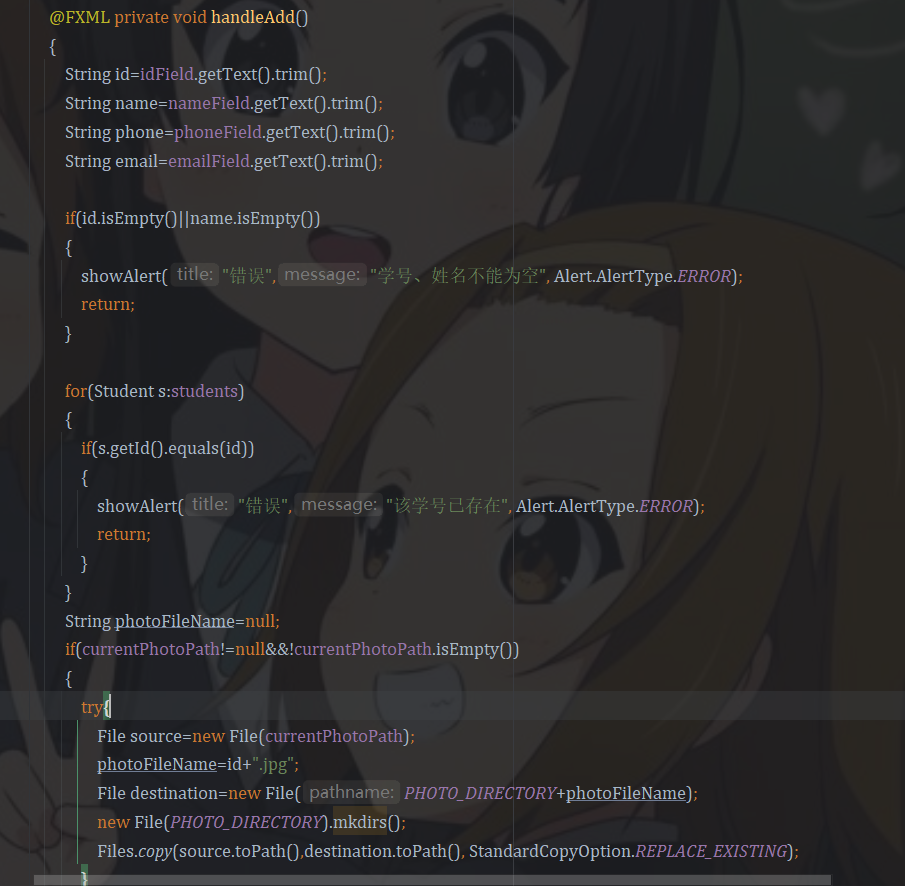 @FXML private void handleAdd()
{
String id=idField.getText().trim();
String name=nameField.getText().trim();
String phone=phoneField.getText().trim();
String email=emailField.getText().trim();
if(id.isEmpty()||name.isEmpty())
{
showAlert( title: "错误", message: "学号、姓名不能为空", Alert.AlertType.ERROR);
return;
}
for(Student s:students)
{
if(s.getId().equals(id))
{
showAlert( title: "错误", message: "该学号已存在", Alert.AlertType.ERROR);
return;
}
}
String photoFileName=null;
if(currentPhotoPath!=null&&!currentPhotoPath.isEmpty())
{
try{
File source=new File(currentPhotoPath);
photoFileName=id+".jpg";
File destination=new File( pathname: PHOTO_DIRECTORY+photoFileName);
new File(PHOTO_DIRECTORY).mkdirs();
Files.copy(source.toPath(),destination.toPath(), StandardCopyOption.REPLACE_EXISTING);
}